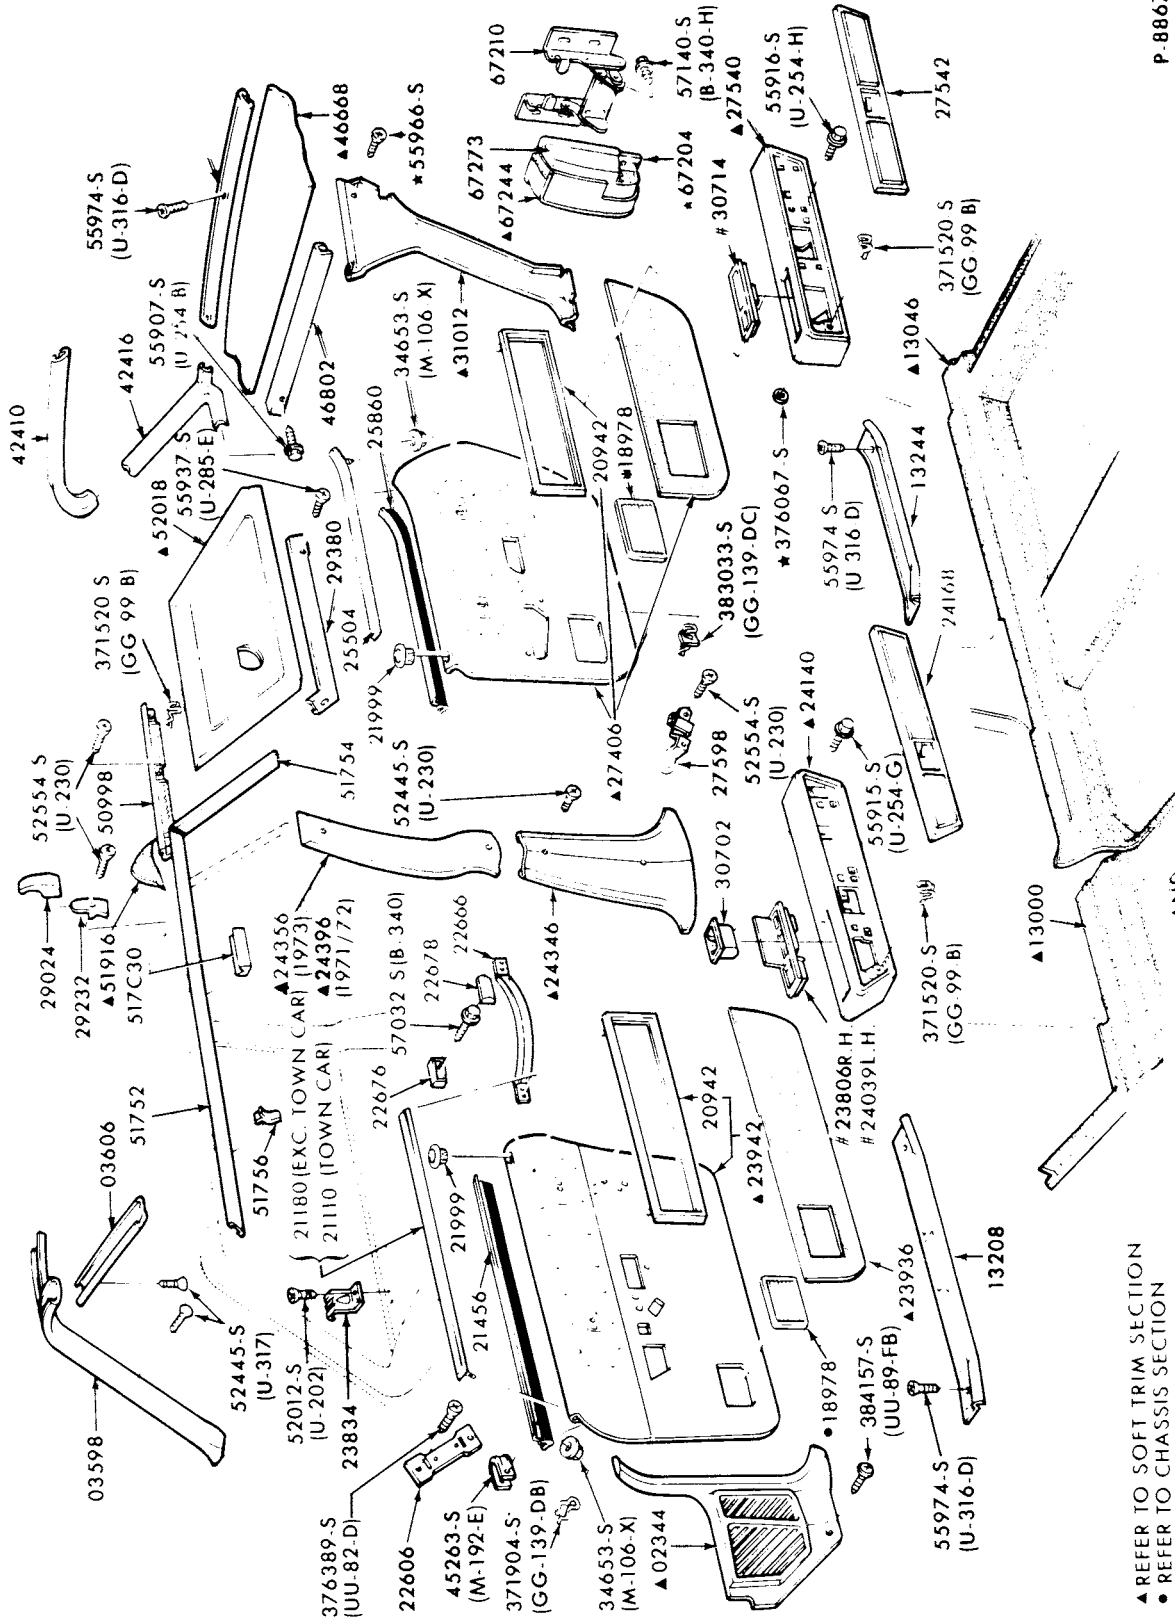 03598
03606
52445-S
(U-317)
52012-S
(U-202)
23834
376389-S
(UU-82-D)
22606
45263-S
(M-192-E)
371904-S
(GG-139-DB)
34653-S
(M-106-X)
▲02344
51752
51756
21180 (EXC. TOWN CAR)
21110 (TOWN CAR)
21999
21456
22676
57032 S (B 340)
22678
22666
20942
▲23942
▲23936
●18978
384157-S
(UU-89-FB)
55974-S
(U-316-D)
13208
29024
29232
▲51916
517C30
52554 S
(U-230)
50998
371520 S
(GG 99 B)
51754
▲24356
(1973)
▲24396
(1971/72)
52445-S
(U-230)
▲24346
30702
#23806R.H.
#24039L.H.
▲24140
55915-S
(U-254-G)
371520-S
(GG-99-B)
24168
▲13000
42410
42416
▲52018
55937 S
(U-285-E)
55907-S
(U 254 B)
29380
25504
21999
25860
46802
34653-S
(M-106 X)
▲31012
20942
18978
▲27406
27598
52554-S
(U-230)
383033-S
(GG-139-DC)
★376067-S
55974 S
(U 316 D)
13244
▲13046
55974-S
(U-316-D)
▲46668
★55966-S
67210
67273
▲67244
57140-S
(B-340-H)
★67204
#30714
▲27540
55916-S
(U-254-H)
27542
371520 S
(GG 99 B)
▲ REFER TO SOFT TRIM SECTION
● REFER TO CHASSIS SECTION